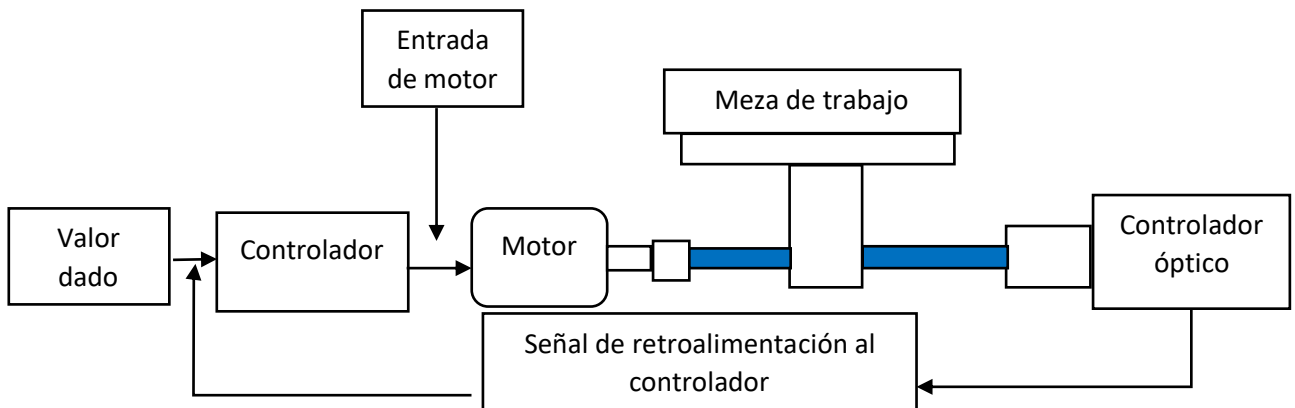 Entrada
de motor
Meza de trabajo
Valor
dado
Controlador
Motor
Controlador
óptico
Señal de retroalimentación al
controlador